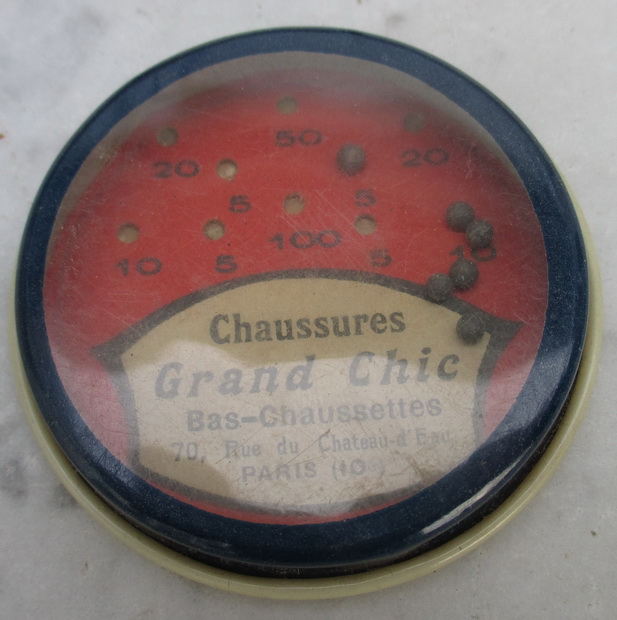 50
20 20
5 5
10 5 100 5 10
Chaussures
Grand Chic
Bas-Chaussettes
70, Rue du Chateau-d'Eau
PARIS (10